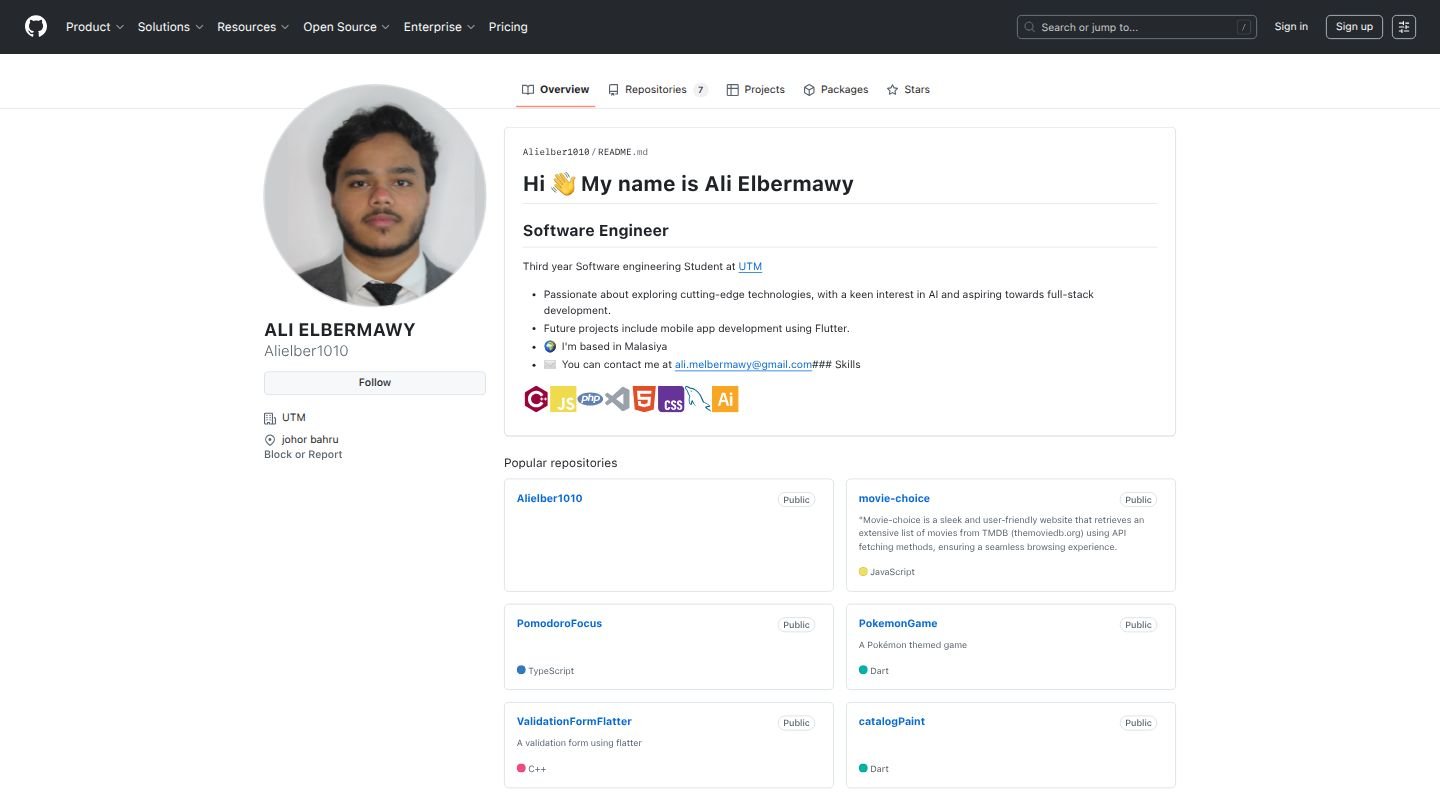 Product Solutions Resources Open Source Enterprise Pricing Search or jump to... / Sign in Sign up
Overview Repositories 7 Projects Packages Stars
ALI ELBERMAWY
Alielber1010
Follow
UTM
johor bahru
Block or Report
Alielber1010/README.md
Hi 👋 My name is Ali Elbermawy
Software Engineer
Third year Software engineering Student at UTM
• Passionate about exploring cutting-edge technologies, with a keen interest in AI and aspiring towards full-stack
development.
• Future projects include mobile app development using Flutter.
• 🌍 I'm based in Malasiya
• ✉️ You can contact me at ali.melbermawy@gmail.com### Skills
C JS php 5 CSS Ai
Popular repositories
Alielber1010 Public
movie-choice Public
"Movie-choice is a sleek and user-friendly website that retrieves an
extensive list of movies from TMDB (themoviedb.org) using API
fetching methods, ensuring a seamless browsing experience.
JavaScript
PomodoroFocus Public
TypeScript
PokemonGame Public
A Pokémon themed game
Dart
ValidationFormFlatter Public
A validation form using flatter
C++
catalogPaint Public
Dart